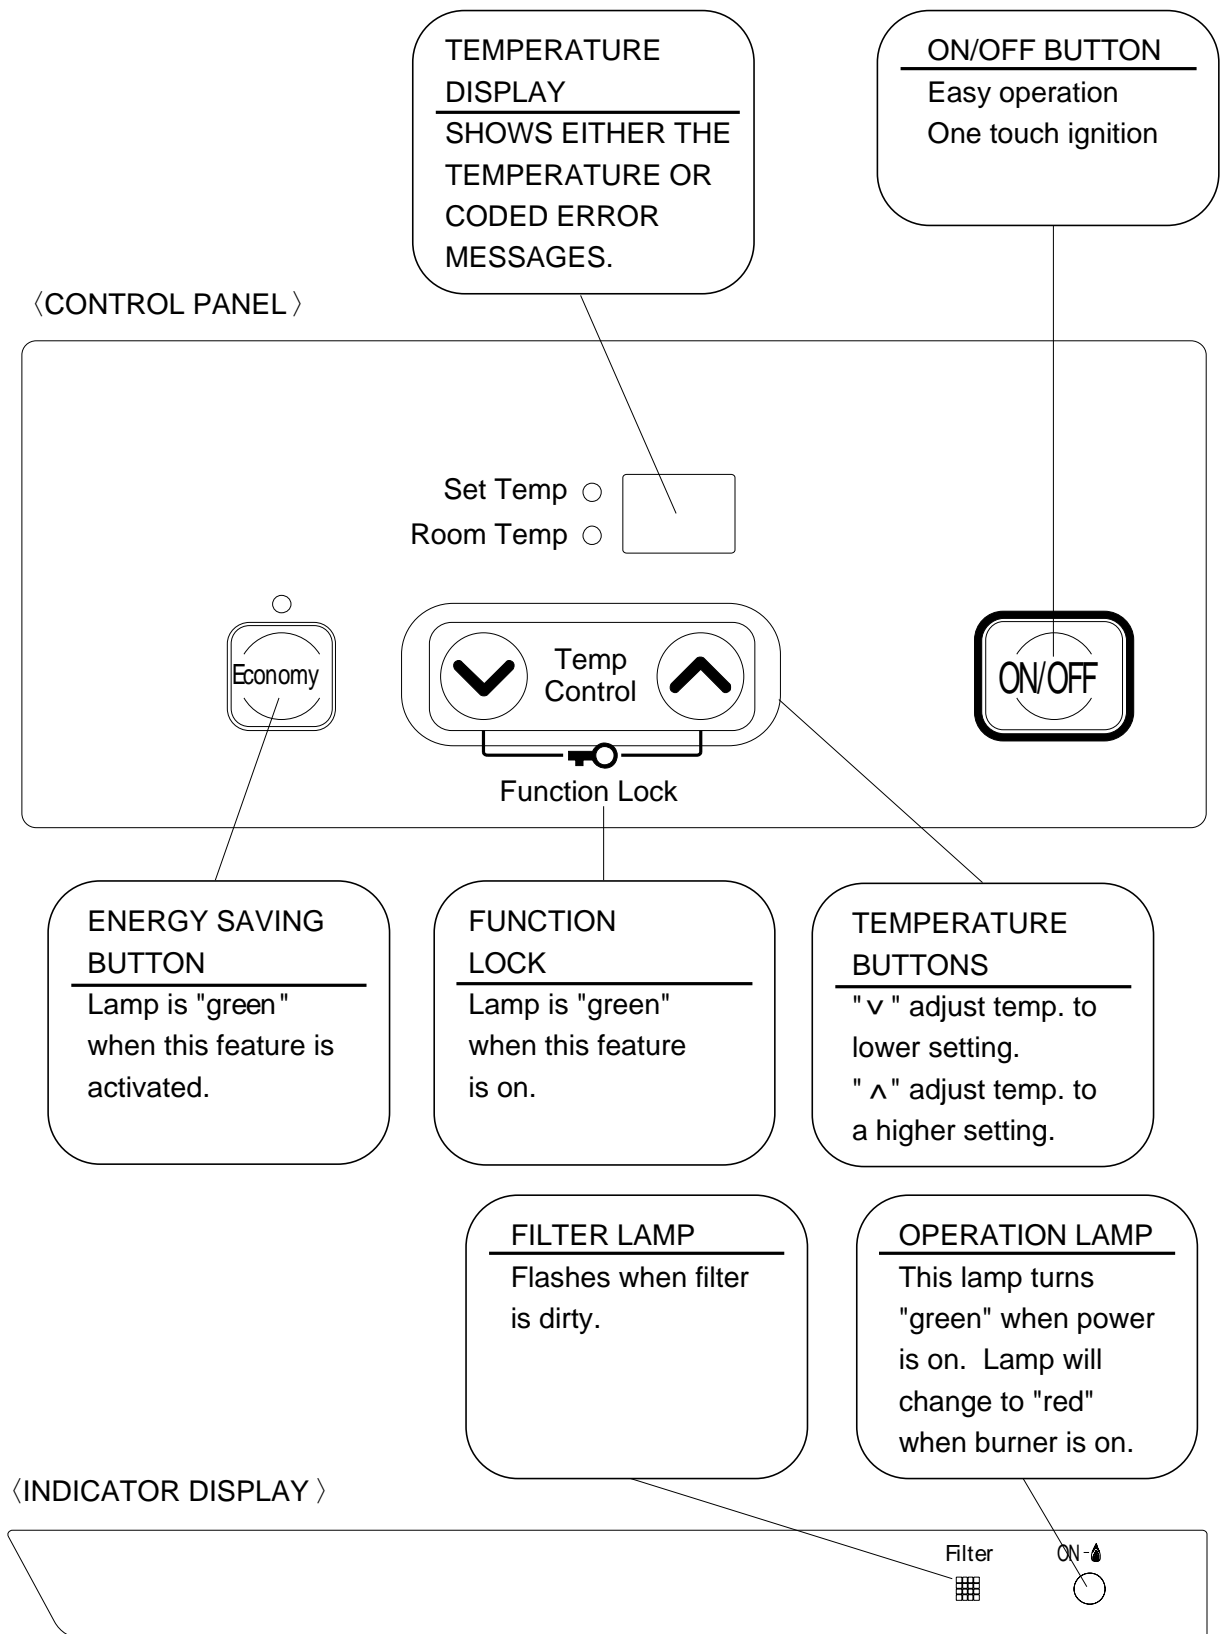 TEMPERATURE
DISPLAY
SHOWS EITHER THE
TEMPERATURE OR
CODED ERROR
MESSAGES.
ON/OFF BUTTON
Easy operation
One touch ignition
〈CONTROL PANEL〉
Set Temp
Room Temp
Economy
Temp
Control
ON/OFF
Function Lock
ENERGY SAVING
BUTTON
Lamp is "green"
when this feature is
activated.
FUNCTION
LOCK
Lamp is "green"
when this feature
is on.
TEMPERATURE
BUTTONS
"∨" adjust temp. to
lower setting.
"∧" adjust temp. to
a higher setting.
FILTER LAMP
Flashes when filter
is dirty.
OPERATION LAMP
This lamp turns
"green" when power
is on. Lamp will
change to "red"
when burner is on.
〈INDICATOR DISPLAY〉
Filter
ON-